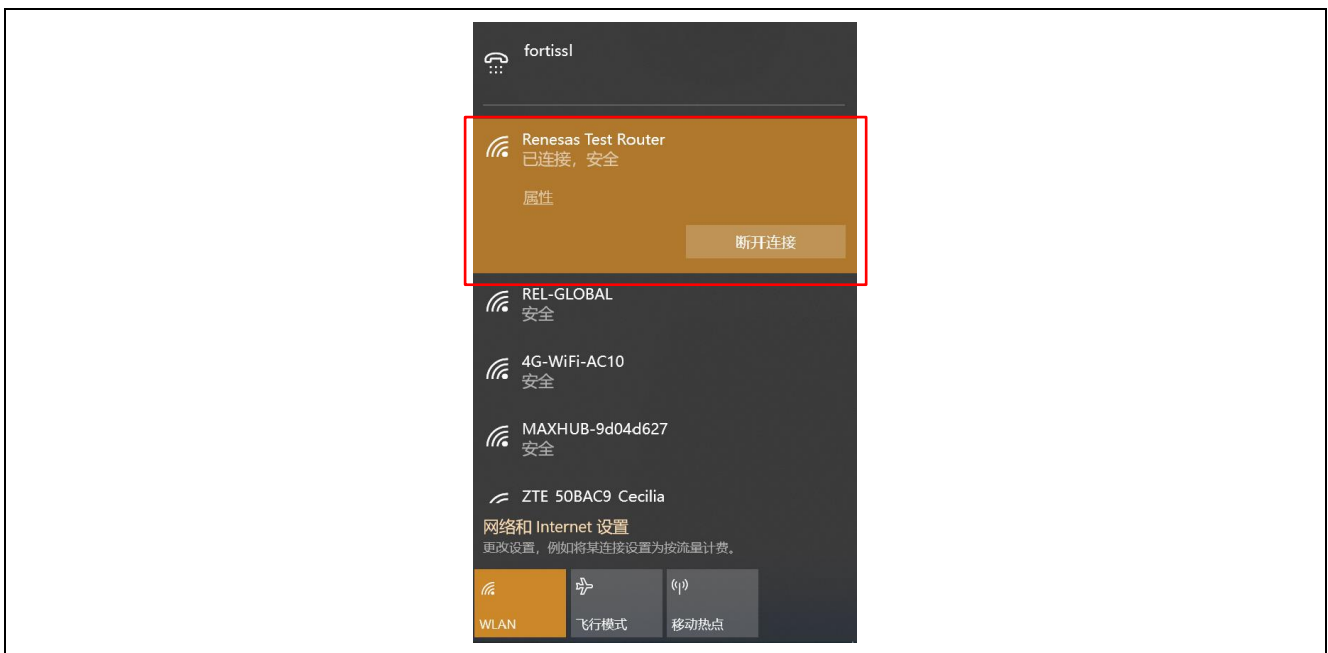 fortissl
Renesas Test Router
已连接，安全
属性
断开连接
REL-GLOBAL
安全
4G-WiFi-AC10
安全
MAXHUB-9d04d627
安全
ZTE 50BAC9 Cecilia
网络和 Internet 设置
更改设置，例如将某连接设置为按流量计费。
WLAN
飞行模式
移动热点